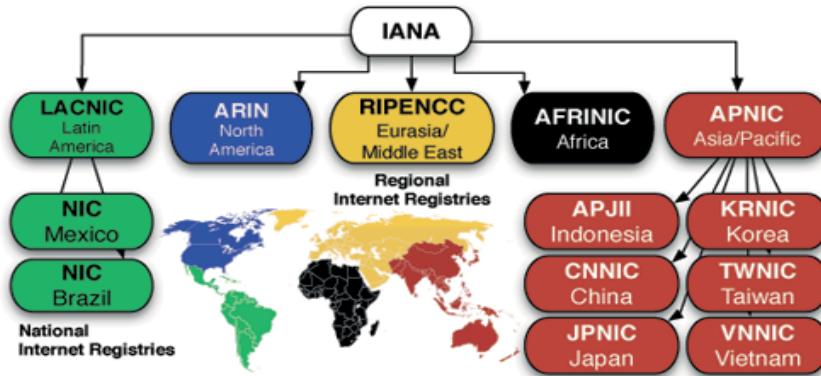 IANA
LACNIC
Latin
America
ARIN
North
America
RIPENCC
Eurasia/
Middle East
AFRINIC
Africa
APNIC
Asia/Pacific
Regional
Internet Registries
NIC
Mexico
NIC
Brazil
National
Internet Registries
APJII
Indonesia
KRNIC
Korea
CNNIC
China
TWNIC
Taiwan
JPNIC
Japan
VNNIC
Vietnam